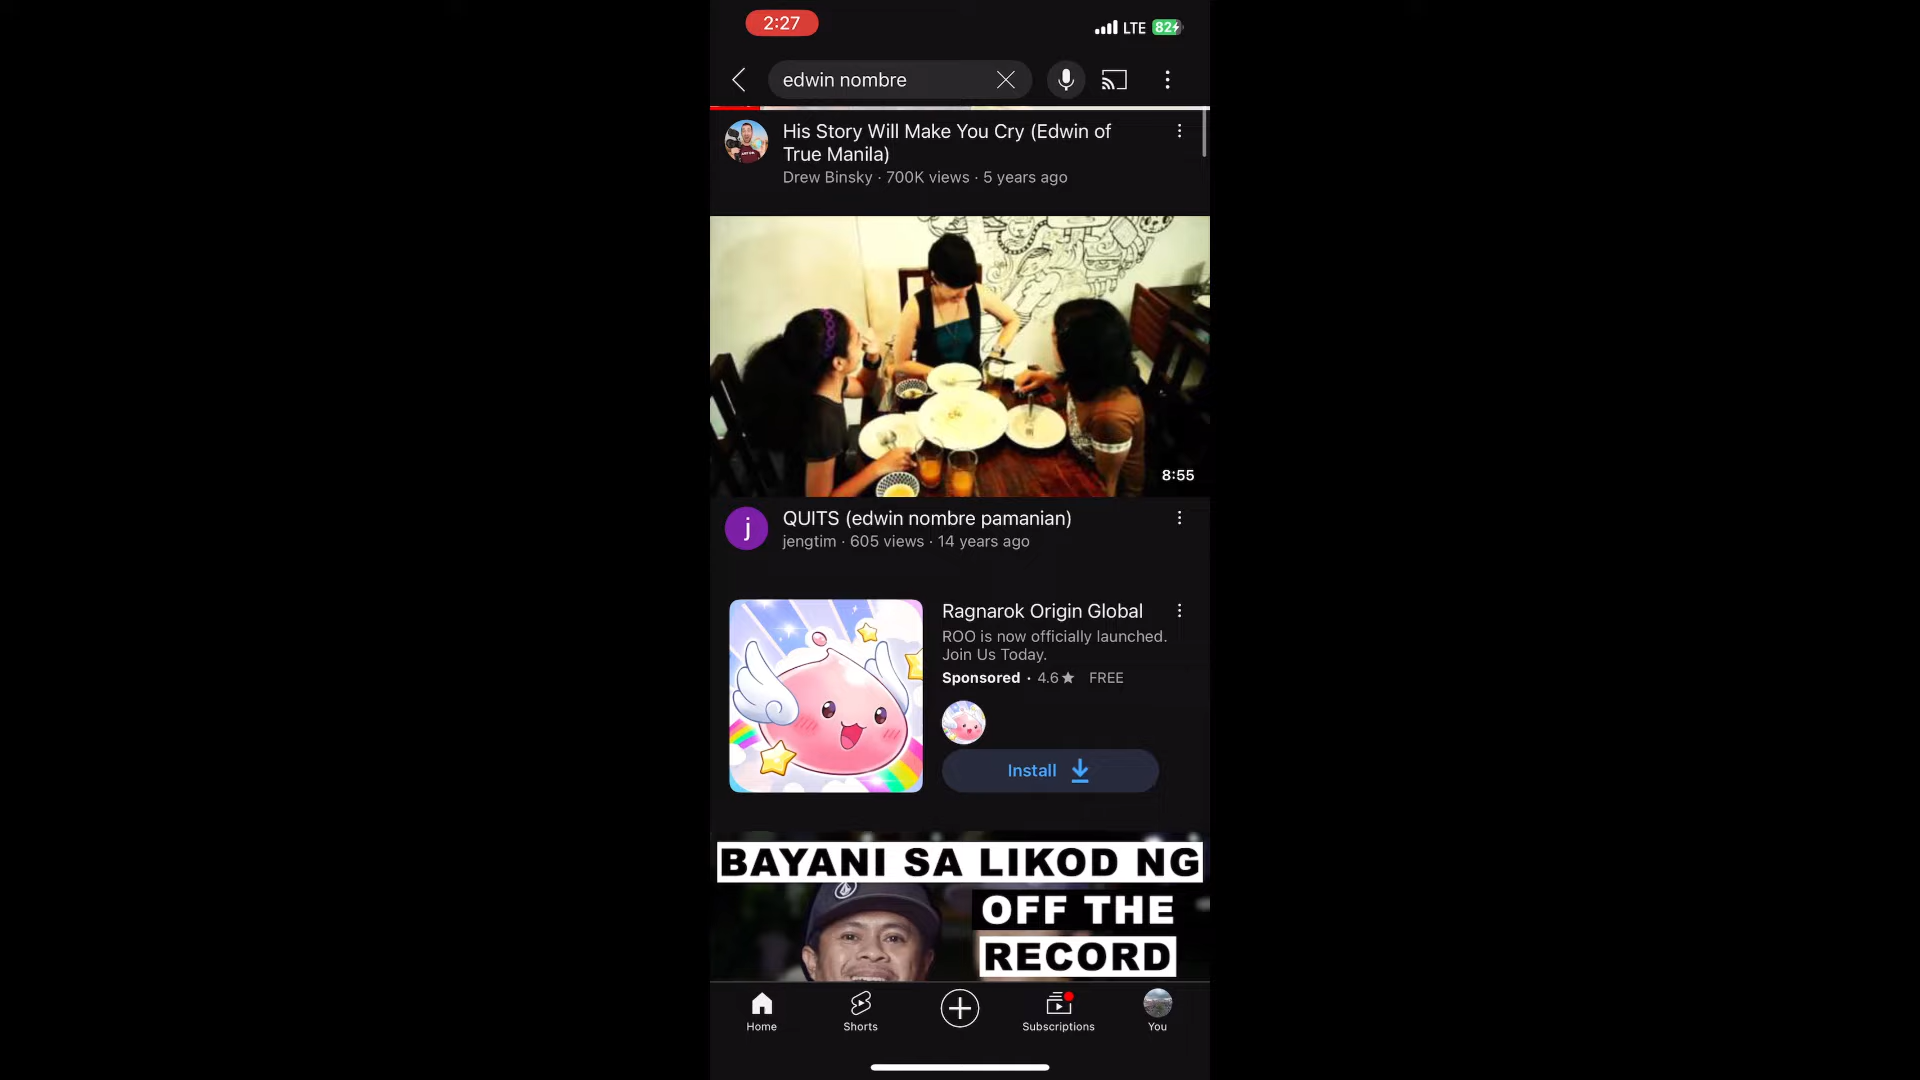 2:27
LTE 82
edwin nombre
His Story Will Make You Cry (Edwin of
True Manila)
Drew Binsky · 700K views · 5 years ago
8:55
j
QUITS (edwin nombre pamanian)
jengtim · 605 views · 14 years ago
Ragnarok Origin Global
ROO is now officially launched.
Join Us Today.
Sponsored · 4.6★ FREE
Install
BAYANI SA LIKOD NG
OFF THE
RECORD
Home
Shorts
Subscriptions
You